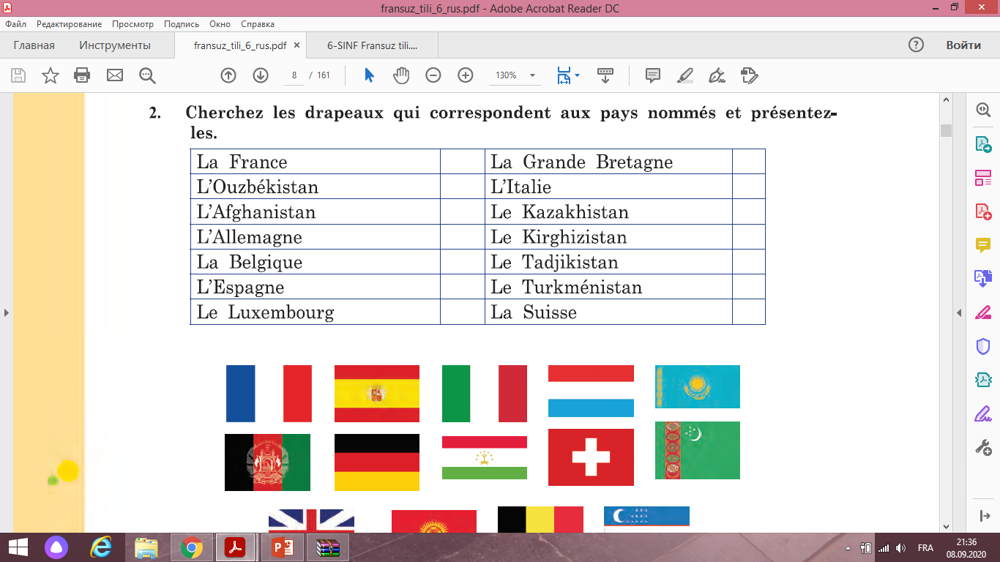 fransuz_tili_6_rus.pdf - Adobe Acrobat Reader DC
Файл Редактирование Просмотр Подпись Окно Справка
Главная Инструменты fransuz_tili_6_rus.pdf × 6-SINF Fransuz tili.... ? Войти
8 / 161 130%
2. Cherchez les drapeaux qui correspondent aux pays nommés et présentez-
les.
La France La Grande Bretagne
L’Ouzbékistan L’Italie
L’Afghanistan Le Kazakhistan
L’Allemagne Le Kirghizistan
La Belgique Le Tadjikistan
L’Espagne Le Turkménistan
Le Luxembourg La Suisse
FRA 21:36
08.09.2020